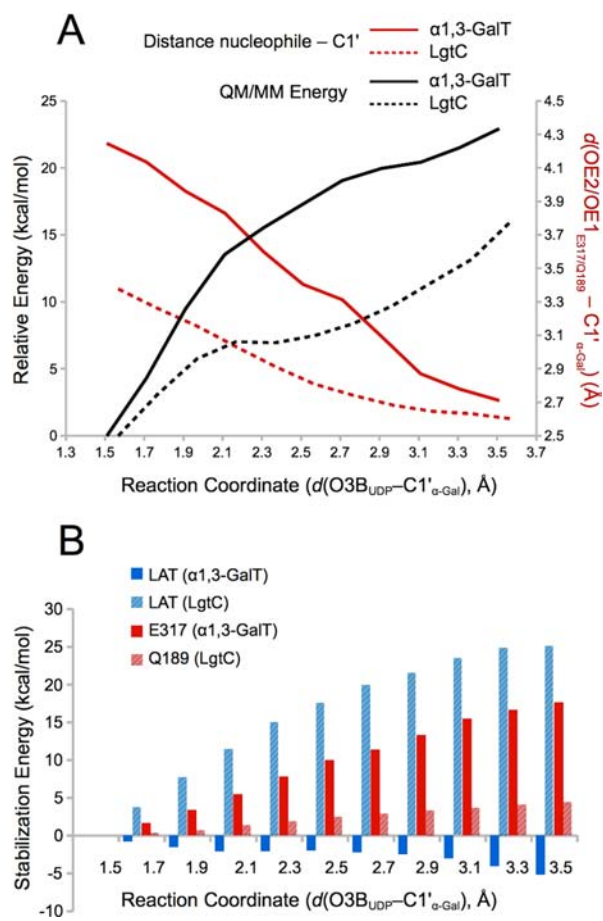 A
Distance nucleophile – C1'
α1,3-GalT
LgtC
QM/MM Energy
α1,3-GalT
LgtC
Relative Energy (kcal/mol)
25
20
15
10
5
0
4.5
4.3
4.1
3.9
3.7
3.5
3.3
3.1
2.9
2.7
2.5
d(OE2/OE1 E317/Q189 – C1' α-Gal) (Å)
1.3 1.5 1.7 1.9 2.1 2.3 2.5 2.7 2.9 3.1 3.3 3.5 3.7
Reaction Coordinate (d(O3BUDP–C1'α-Gal), Å)
B
LAT (α1,3-GalT)
LAT (LgtC)
E317 (α1,3-GalT)
Q189 (LgtC)
Stabilization Energy (kcal/mol)
30
25
20
15
10
5
0
-5
-10
1.5 1.7 1.9 2.1 2.3 2.5 2.7 2.9 3.1 3.3 3.5
Reaction Coordinate (d(O3BUDP–C1'α-Gal), Å)